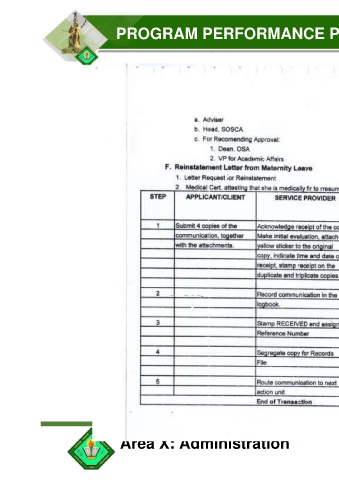 PROGRAM PERFORMANCE P
a. Adviser
b. Head, SOSCA
c. For Recomending Approval:
1. Dean, OSA
2. VP for Academic Affairs
F. Reinstatement Letter from Maternity Leave
1. Letter Request for Reinstatement
2. Medical Cert. attesting that she is medically fit to rresum
STEP APPLICANT/CLIENT SERVICE PROVIDER
1 Submit 4 copies of the Acknowledge receipt of the co
communication, together Make initial evaluation, attach
with the attachments. yellow sticker to the original
copy, indicate time and date o
receipt, stamp receipt on the
duplicate and triplicate copies
2 Record communication in the
logbook.
3 Stamp RECEIVED and assign
Reference Number
4 Segregate copy for Records
File
5 Route communication to next
action unit
End of Transaction
Area X: Administration